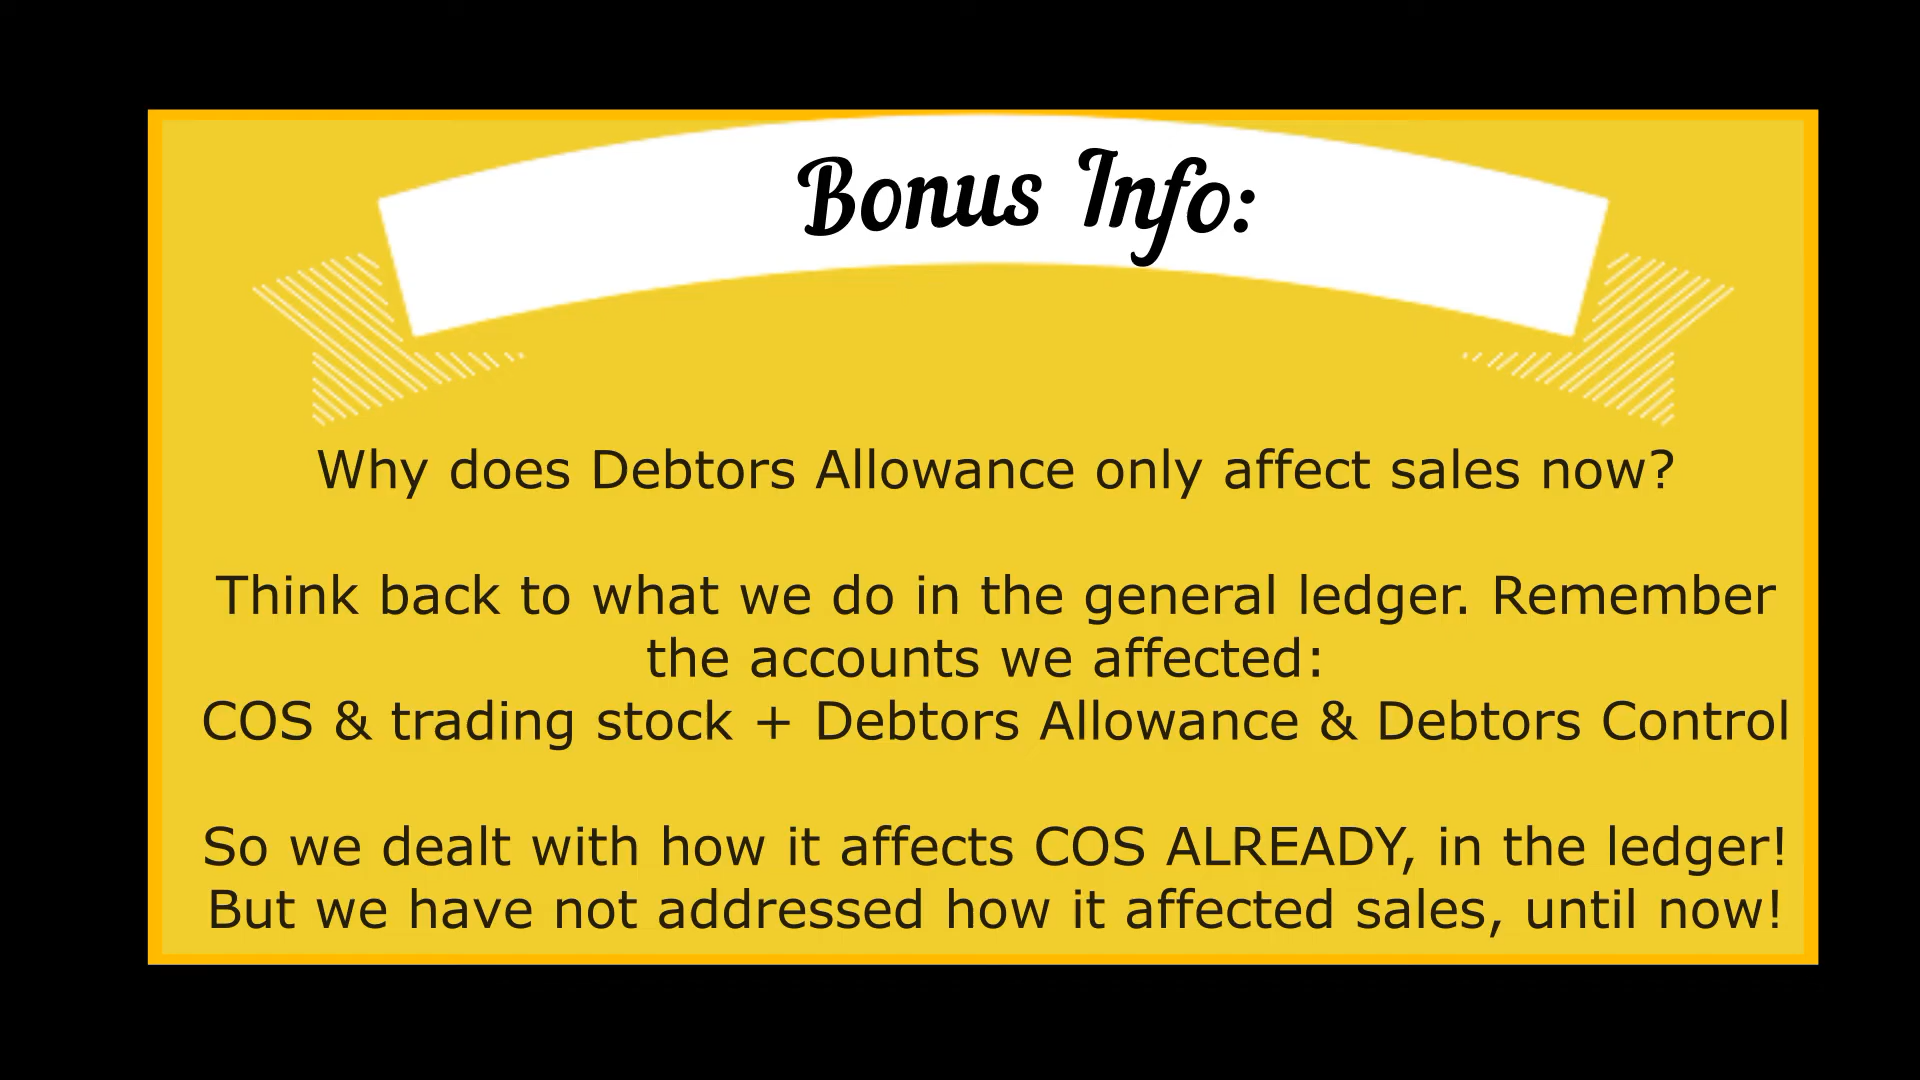 Bonus Info:
Why does Debtors Allowance only affect sales now?
Think back to what we do in the general ledger. Remember
the accounts we affected:
COS & trading stock + Debtors Allowance & Debtors Control
So we dealt with how it affects COS ALREADY, in the ledger!
But we have not addressed how it affected sales, until now!